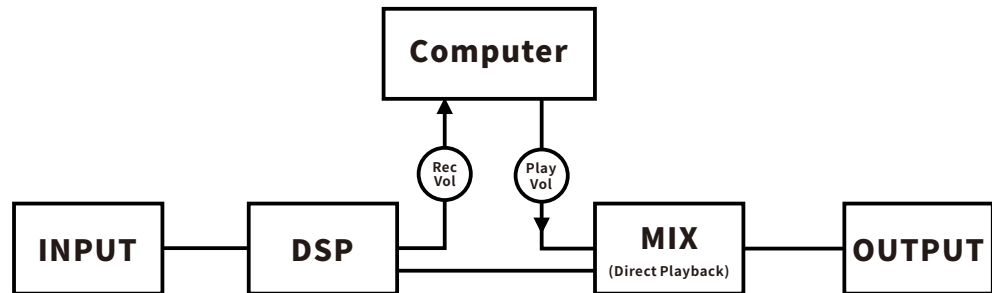 Computer
Rec
Vol
Play
Vol
INPUT
DSP
MIX
(Direct Playback)
OUTPUT